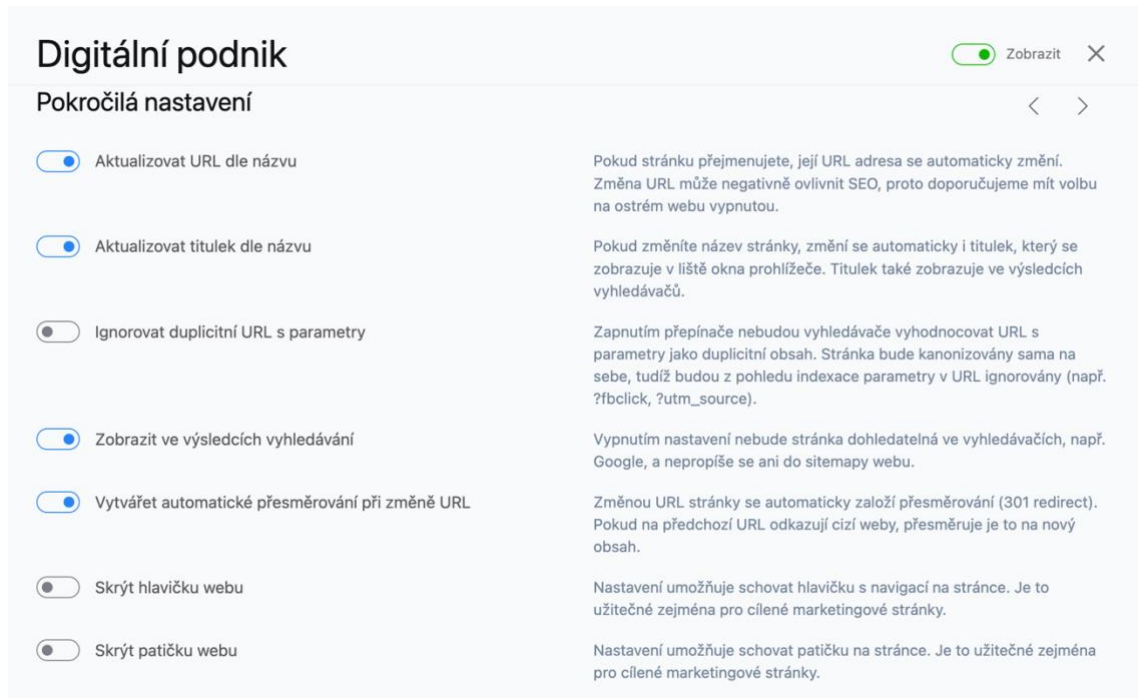 Digitální podnik
Zobrazit
Pokročilá nastavení
Aktualizovat URL dle názvu
Pokud stránku přejmenujete, její URL adresa se automaticky změní.
Změna URL může negativně ovlivnit SEO, proto doporučujeme mít volbu
na ostrém webu vypnutou.
Aktualizovat titulek dle názvu
Pokud změníte název stránky, změní se automaticky i titulek, který se
zobrazuje v liště okna prohlížeče. Titulek také zobrazuje ve výsledcích
vyhledávačů.
Ignorovat duplicitní URL s parametry
Zapnutím přepínače nebudou vyhledávače vyhodnocovat URL s
parametry jako duplicitní obsah. Stránka bude kanonizovány sama na
sebe, tudíž budou z pohledu indexace parametry v URL ignorovány (např.
?fbclick, ?utm_source).
Zobrazit ve výsledcích vyhledávání
Vypnutím nastavení nebude stránka dohledatelná ve vyhledávačích, např.
Google, a nepropíše se ani do sitemapy webu.
Vytvářet automatické přesměrování při změně URL
Změnou URL stránky se automaticky založí přesměrování (301 redirect).
Pokud na předchozí URL odkazují cizí weby, přesměruje je to na nový
obsah.
Skrýt hlavičku webu
Nastavení umožňuje schovat hlavičku s navigací na stránce. Je to
užitečné zejména pro cílené marketingové stránky.
Skrýt patičku webu
Nastavení umožňuje schovat patičku na stránce. Je to užitečné zejména
pro cílené marketingové stránky.